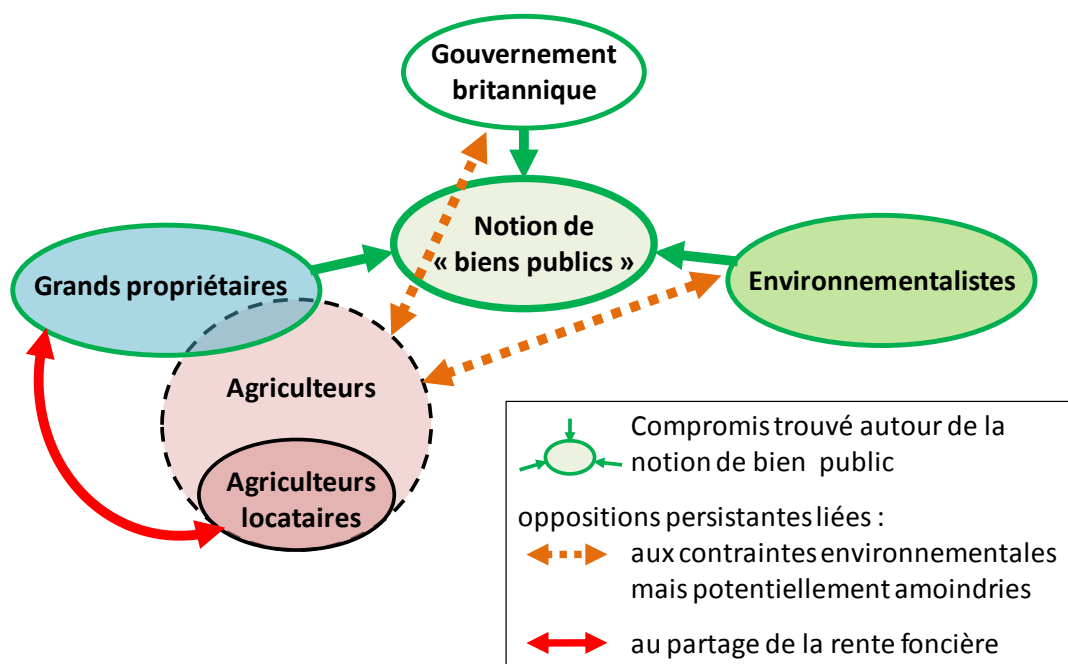 Gouvernement
britannique
Notion de
« biens publics »
Grands propriétaires
Environnementalistes
Agriculteurs
Agriculteurs
locataires
Compromis trouvé autour de la
notion de bien public
oppositions persistantes liées :
aux contraintes environnementales
mais potentiellement amoindries
au partage de la rente foncière